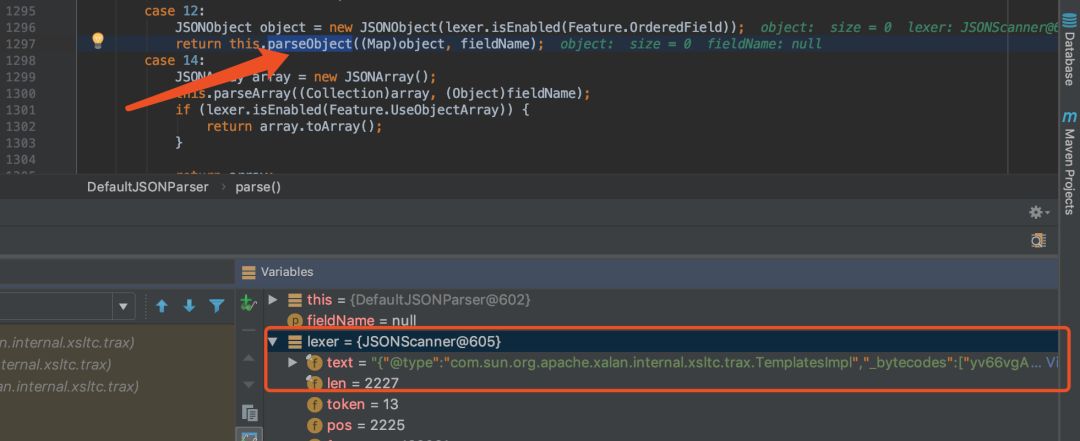 1295
case 12:
1296
JSONObject object = new JSONObject(lexer.isEnabled(Feature.OrderedField)); object: size = 0 lexer: JSONScanner@6
1297
return this.parseObject((Map)object, fieldName); object: size = 0 fieldName: null
1298
case 14:
1299
array = new JSONArray();
1300
.parseArray((Collection)array, (Object)fieldName);
1301
if (lexer.isEnabled(Feature.UseObjectArray)) {
1302
return array.toArray();
1303
}
1304
Database
Maven Projects
DefaultJSONParser › parse()
Variables
this = {DefaultJSONParser@602}
fieldName = null
n.internal.xsltc.trax)
lexer = {JSONScanner@605}
internal.xsltc.trax)
text = "{"@type":"com.sun.org.apache.xalan.internal.xsltc.trax.TemplatesImpl","_bytecodes":["yv66vgA... Vi
an.internal.xsltc.trax)
len = 2227
token = 13
pos = 2225